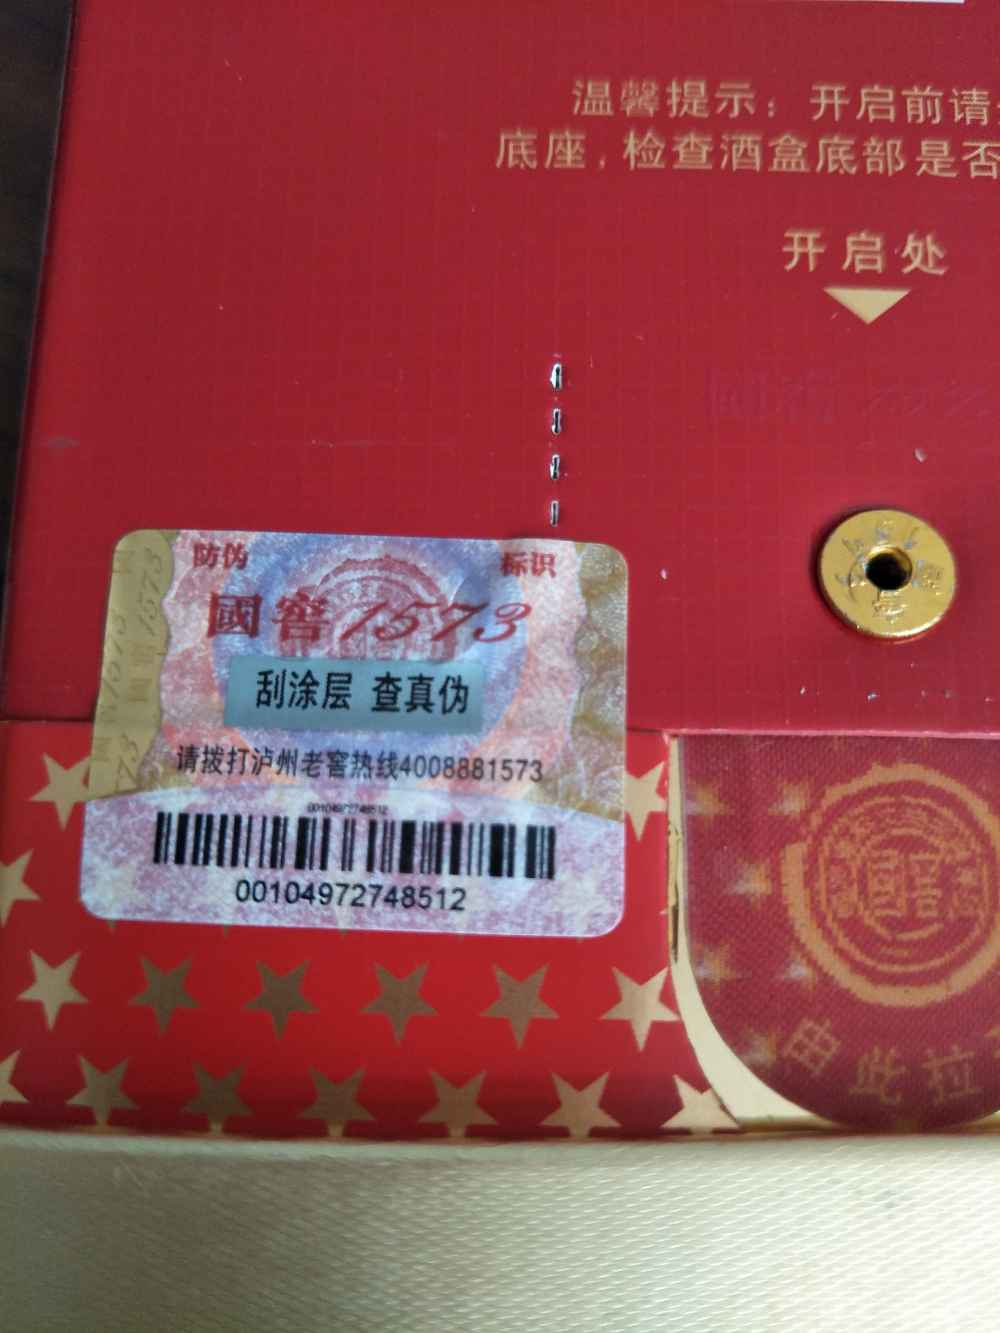 温馨提示：开启前请
底座，检查酒盒底部是否
开启处
防伪 标识
國窖1573
刮涂层 查真伪
请拨打泸州老窖热线4008881573
00104972748512
00104972748512
國窖
由此拉